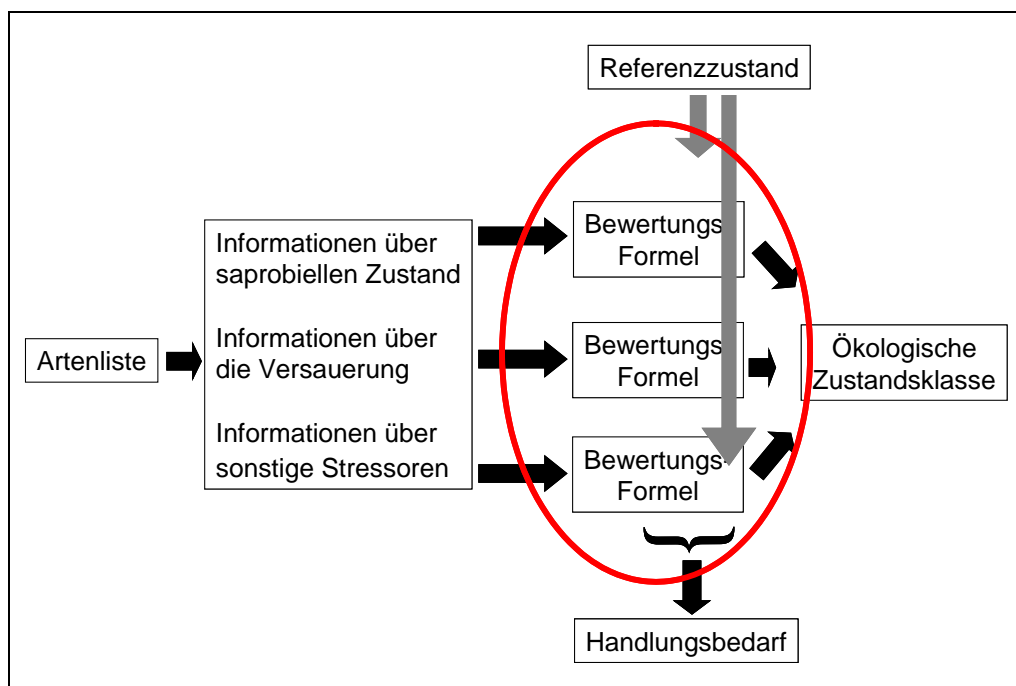 Referenzzustand
Informationen über
saprobiellen Zustand
Informationen über
die Versauerung
Informationen über
sonstige Stressoren
Artenliste
Bewertungs
Formel
Bewertungs
Formel
Bewertungs-
Formel
Ökologische
Zustandsklasse
Handlungsbedarf